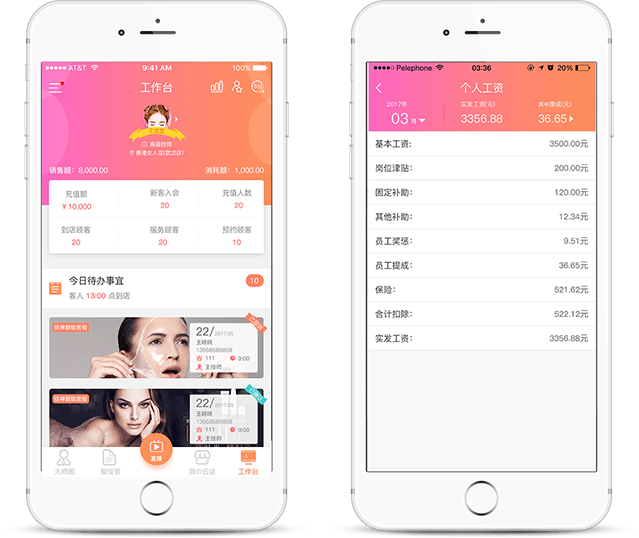 AT&T 9:41 AM 100%
工作台
高级技师
香港女人花(武汉店)
销售额：8,000.00 消耗额：1,000.00
充值额 新客入会 充值人数
¥10,000 20 20
到店顾客 服务顾客 预约顾客
20 20 10
今日待办事宜 10
客人 13:00 点到店
22/2017.05
王晓晓
13958585858
111 9:00
王技师
22/2017.05
王晓晓
13958585858
111 9:00
王技师
直播
大师圈 智经营 我の云店 工作台
Pelephone 03:36 20%
个人工资
2017年 实发工资(元) 其中提成(元)
03 月 3356.88 36.65
基本工资: 3500.00元
岗位津贴: 200.00元
固定补助: 120.00元
其他补助: 12.34元
员工奖惩: 9.51元
员工提成: 36.65元
保险: 521.62元
合计扣除: 522.12元
实发工资: 3356.88元